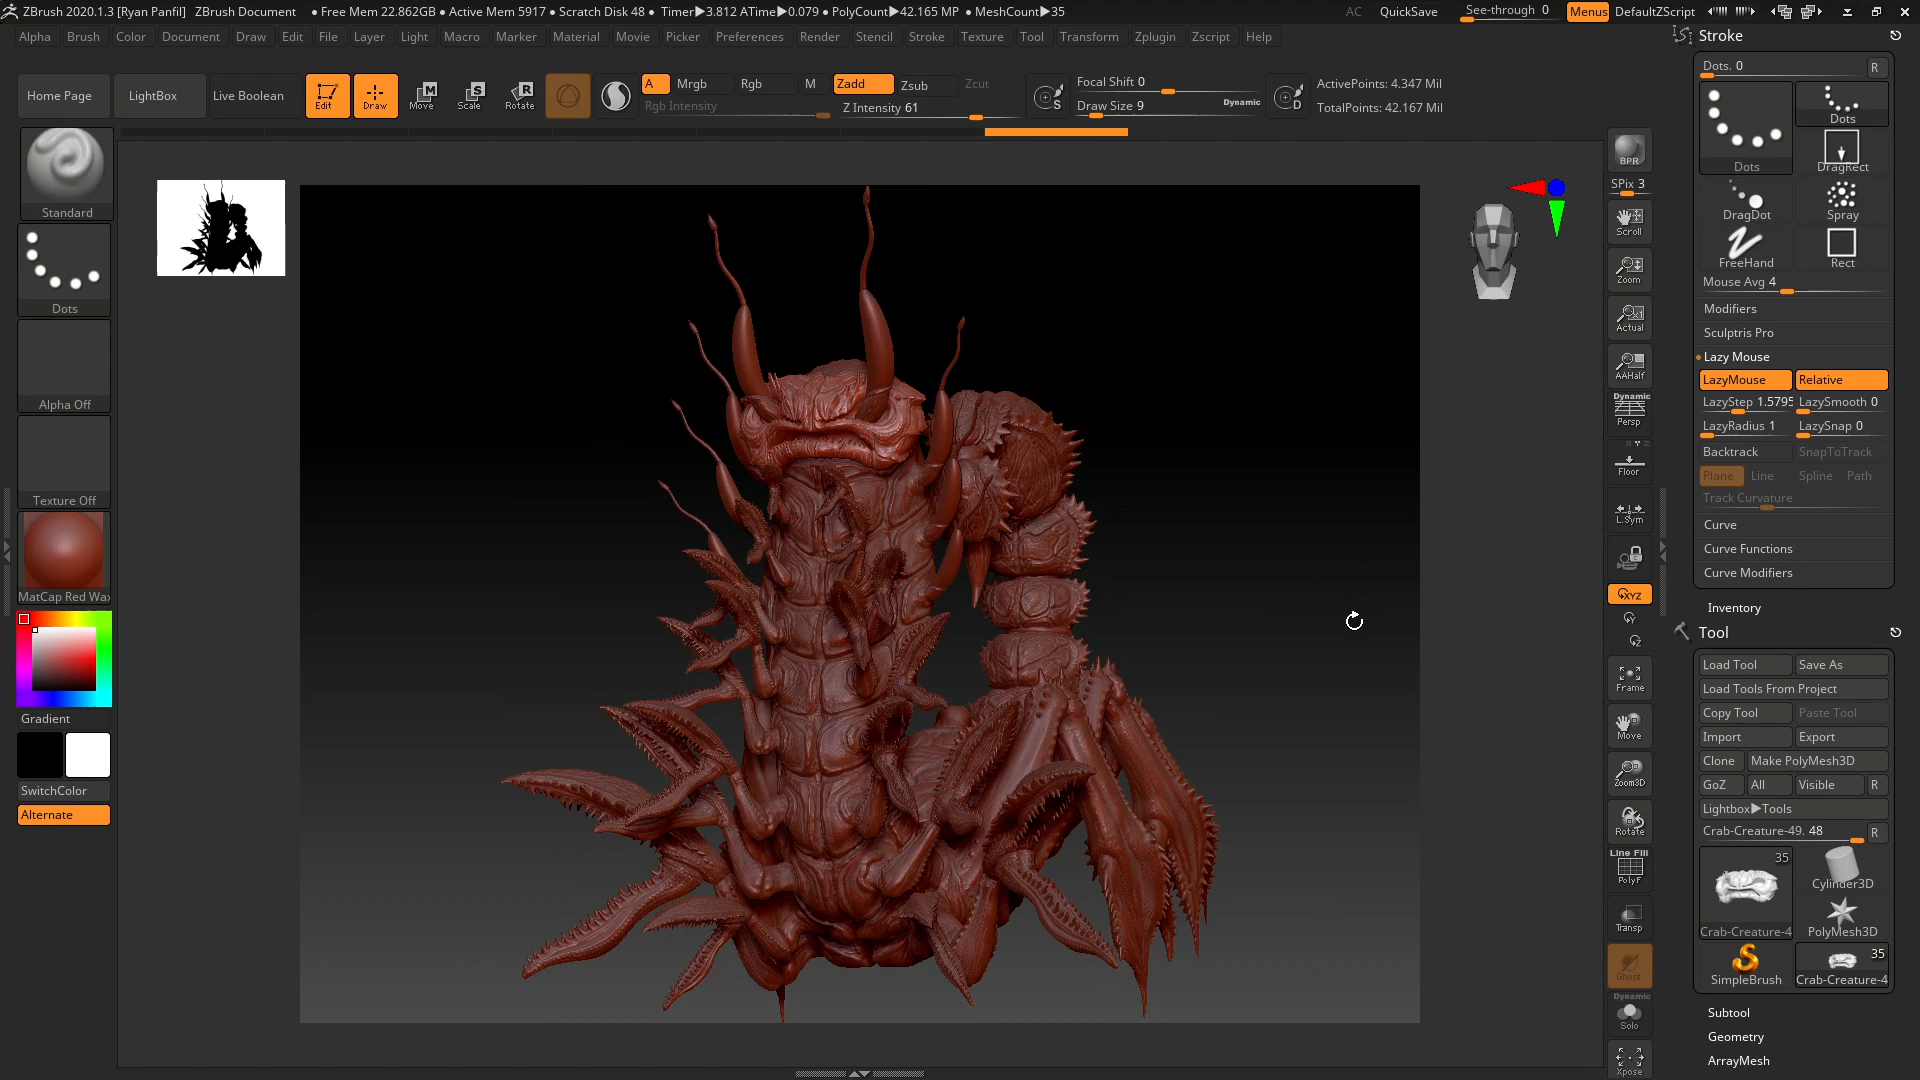 ZBrush 2020.1.3 [Ryan Panfil] ZBrush Document • Free Mem 22.862GB • Active Mem 5917 • Scratch Disk 48 • Timer▶3.812 ATime▶0.079 • PolyCount▶42.165 MP • MeshCount▶35 AC QuickSave See-through 0 Menus DefaultZScript
Alpha Brush Color Document Draw Edit File Layer Light Macro Marker Material Movie Picker Preferences Render Stencil Stroke Texture Tool Transform Zplugin Zscript Help
Home Page LightBox Live Boolean Edit Draw Move Scale Rotate A Mrgb Rgb M Zadd Zsub Zcut
Rgb Intensity Z Intensity 61
Focal Shift 0
Draw Size 9 Dynamic
ActivePoints: 4.347 Mil
TotalPoints: 42.167 Mil
Standard
Dots
Alpha Off
Texture Off
MatCap Red Wax
Gradient
SwitchColor
Alternate
BPR
SPix 3
Scroll
Zoom
Actual
AAHalf
Dynamic
Persp
Floor
L.Sym
XYZ
Frame
Move
Zoom3D
Rotate
Line Fill
PolyF
Transp
Ghost
Dynamic
Solo
Xpose
Stroke
Dots. 0 R
Dots Dots
DragRect
DragDot Spray
FreeHand Rect
Mouse Avg 4
Modifiers
Sculptris Pro
Lazy Mouse
LazyMouse Relative
LazyStep 1.5795 LazySmooth 0
LazyRadius 1 LazySnap 0
Backtrack SnapToTrack
Plane Line Spline Path
Track Curvature
Curve
Curve Functions
Curve Modifiers
Inventory
Tool
Load Tool Save As
Load Tools From Project
Copy Tool Paste Tool
Import Export
Clone Make PolyMesh3D
GoZ All Visible R
Lightbox▶Tools
Crab-Creature-49. 48 R
35
Cylinder3D
Crab-Creature-4 PolyMesh3D
35
SimpleBrush Crab-Creature-4
Subtool
Geometry
ArrayMesh